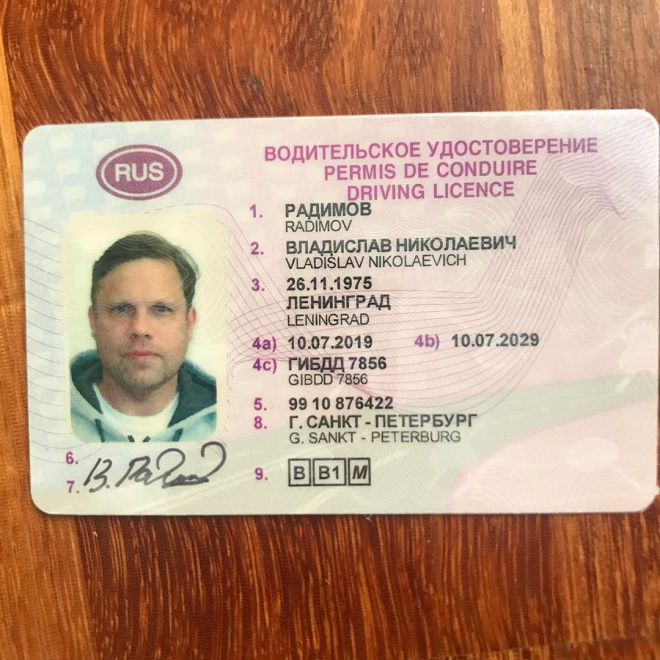 RUS
ВОДИТЕЛЬСКОЕ УДОСТОВЕРЕНИЕ
PERMIS DE CONDUIRE
DRIVING LICENCE
1. РАДИМОВ
RADIMOV
2. ВЛАДИСЛАВ НИКОЛАЕВИЧ
VLADISLAV NIKOLAEVICH
3. 26.11.1975
ЛЕНИНГРАД
LENINGRAD
4a) 10.07.2019 4b) 10.07.2029
4c) ГИБДД 7856
GIBDD 7856
5. 99 10 876422
8. Г. САНКТ - ПЕТЕРБУРГ
G. SANKT - PETERBURG
6.
7.
9. B B1 M